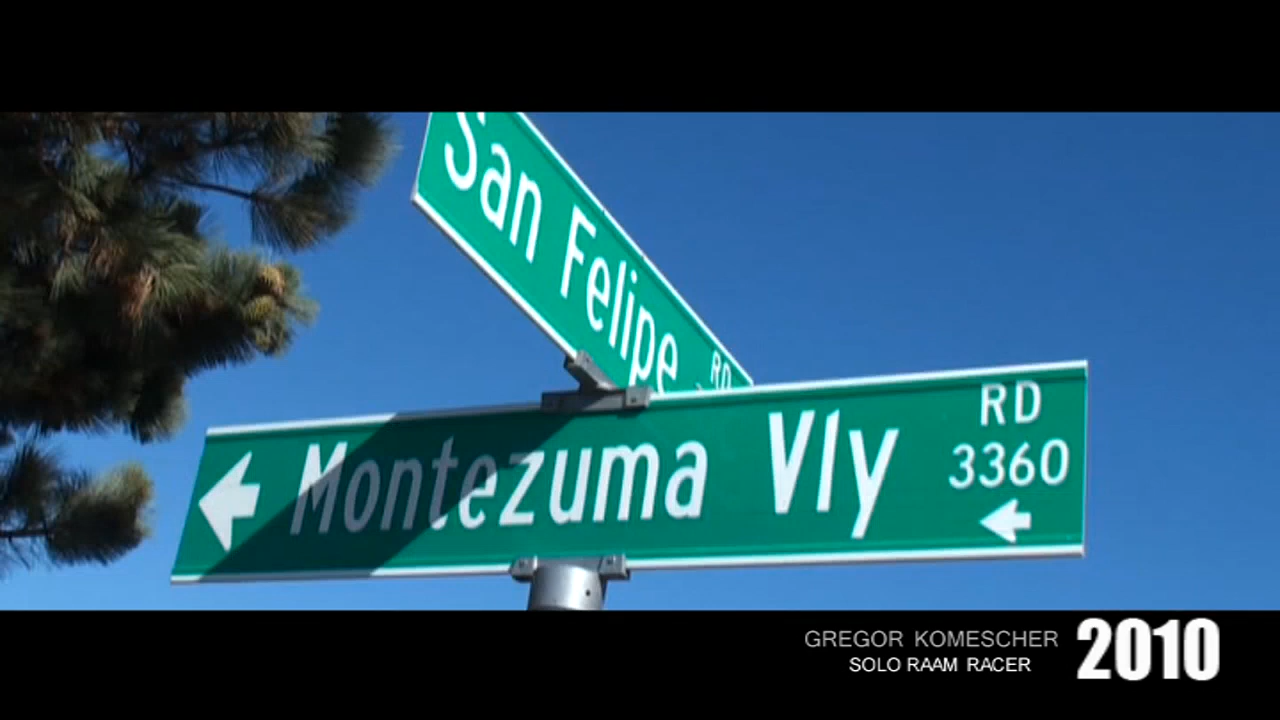 San Felipe RD
Montezuma Vly RD
3360
GREGOR KOMESCHER
SOLO RAAM RACER
2010